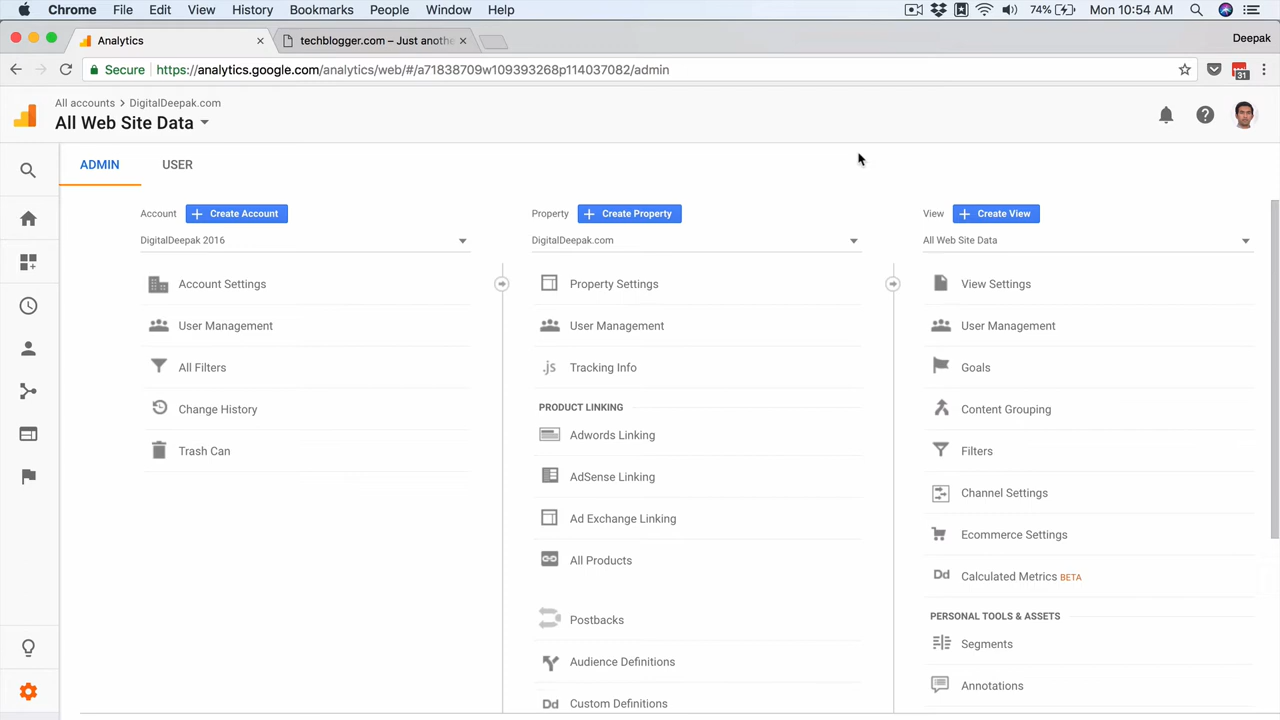 Chrome File Edit View History Bookmarks People Window Help 74% Mon 10:54 AM
Analytics techblogger.com – Just anoth Deepak
Secure https://analytics.google.com/analytics/web/#/a71838709w109393268p114037082/admin 31
All accounts > DigitalDeepak.com
All Web Site Data
ADMIN USER
Account + Create Account Property + Create Property View + Create View
DigitalDeepak 2016 DigitalDeepak.com All Web Site Data
Account Settings Property Settings View Settings
User Management User Management User Management
All Filters .js Tracking Info Goals
PRODUCT LINKING
Change History Content Grouping
Adwords Linking
Trash Can Filters
AdSense Linking
Channel Settings
Ad Exchange Linking
Ecommerce Settings
All Products
Dd Calculated Metrics BETA
PERSONAL TOOLS & ASSETS
Postbacks
Segments
Audience Definitions
Annotations
Dd Custom Definitions